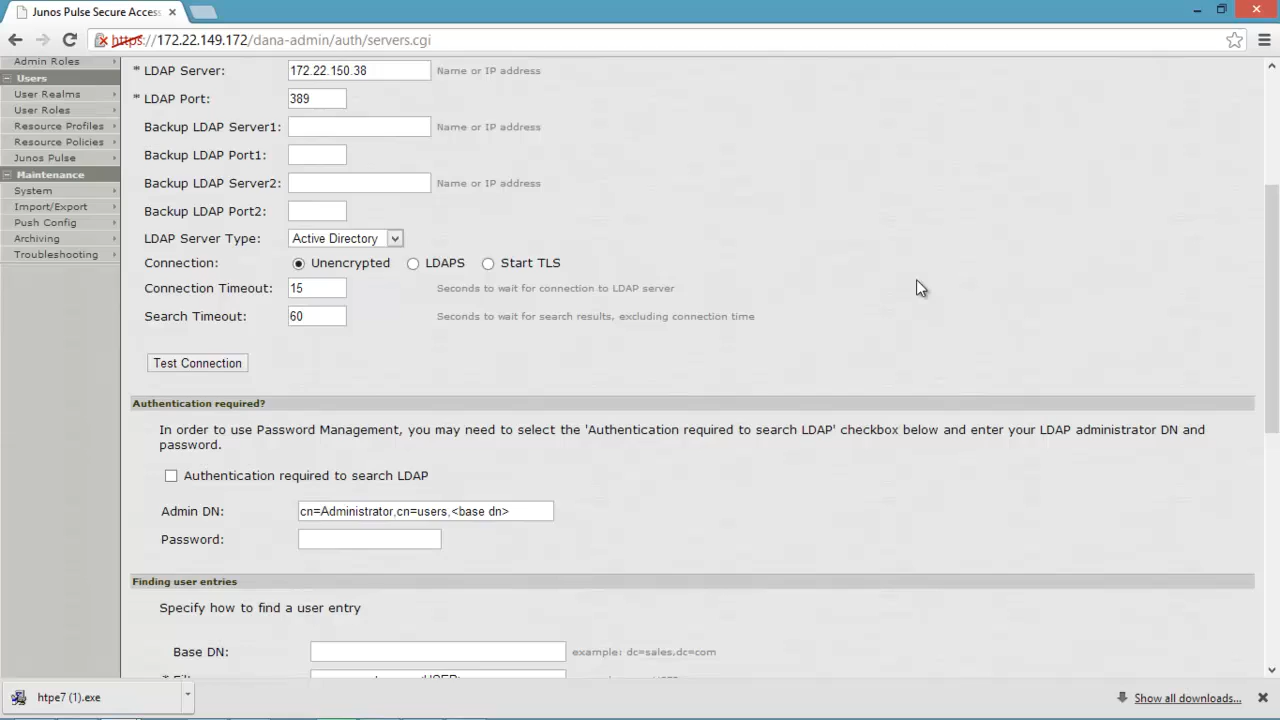 Junos Pulse Secure Acces
https://172.22.149.172/dana-admin/auth/servers.cgi
Admin Roles
Users
User Realms
User Roles
Resource Profiles
Resource Policies
Junos Pulse
Maintenance
System
Import/Export
Push Config
Archiving
Troubleshooting
* LDAP Server: 172.22.150.38 Name or IP address
* LDAP Port: 389
Backup LDAP Server1: Name or IP address
Backup LDAP Port1:
Backup LDAP Server2: Name or IP address
Backup LDAP Port2:
LDAP Server Type: Active Directory
Connection: Unencrypted LDAPS Start TLS
Connection Timeout: 15 Seconds to wait for connection to LDAP server
Search Timeout: 60 Seconds to wait for search results, excluding connection time
Test Connection
Authentication required?
In order to use Password Management, you may need to select the 'Authentication required to search LDAP' checkbox below and enter your LDAP administrator DN and
password.
Authentication required to search LDAP
Admin DN: cn=Administrator,cn=users,<base dn>
Password:
Finding user entries
Specify how to find a user entry
Base DN: example: dc=sales,dc=com
htpe7 (1).exe
Show all downloads...